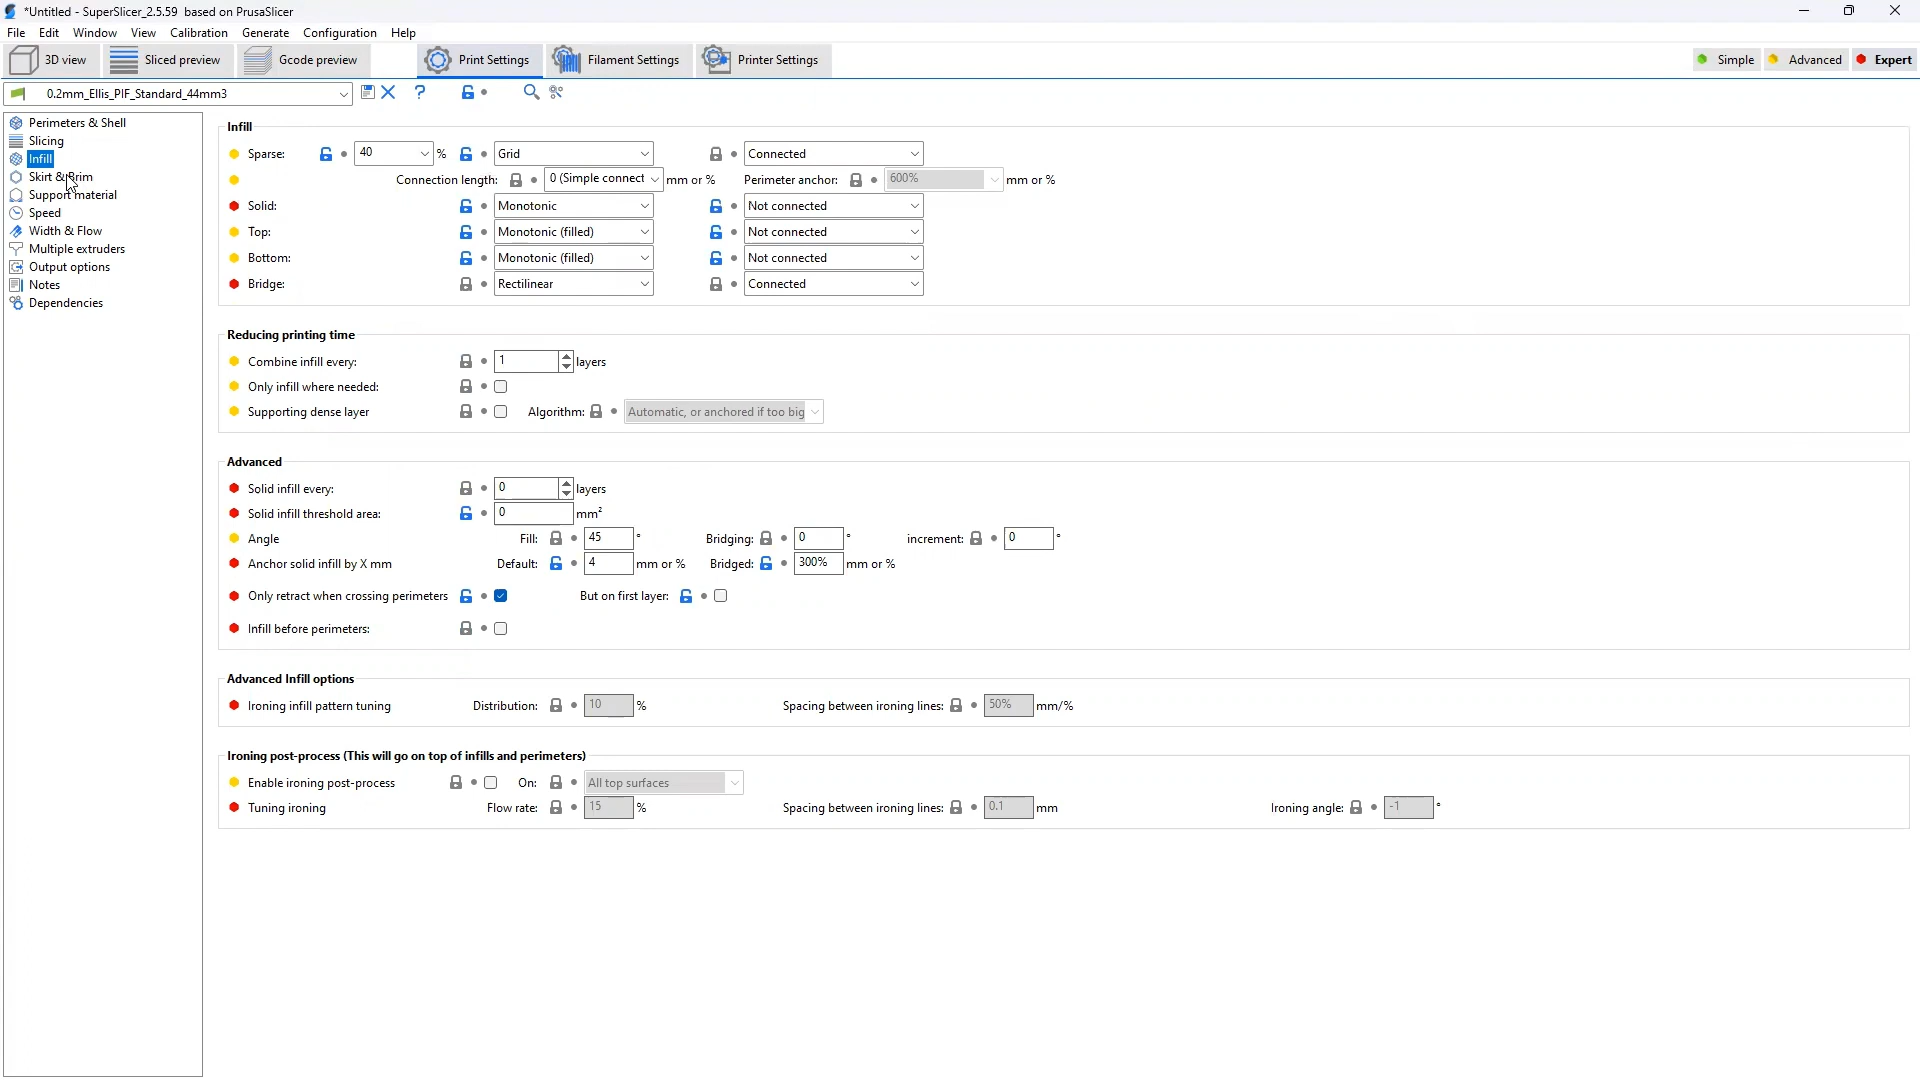 *Untitled - SuperSlicer_2.5.59 based on PrusaSlicer
File Edit Window View Calibration Generate Configuration Help
3D view Sliced preview Gcode preview Print Settings Filament Settings Printer Settings Simple Advanced Expert
0.2mm_Ellis_PIF_Standard_44mm3 ?
Perimeters & Shell
Slicing
Infill
Skirt & Brim
Support material
Speed
Width & Flow
Multiple extruders
Output options
Notes
Dependencies
Infill
Sparse: 40 % Grid Connected
Connection length: 0 (Simple connect mm or % Perimeter anchor: 600% mm or %
Solid: Monotonic Not connected
Top: Monotonic (filled) Not connected
Bottom: Monotonic (filled) Not connected
Bridge: Rectilinear Connected
Reducing printing time
Combine infill every: 1 layers
Only infill where needed:
Supporting dense layer Algorithm: Automatic, or anchored if too big
Advanced
Solid infill every: 0 layers
Solid infill threshold area: 0 mm²
Angle Fill: 45 ° Bridging: 0 ° increment: 0 °
Anchor solid infill by X mm Default: 4 mm or % Bridged: 300% mm or %
Only retract when crossing perimeters But on first layer:
Infill before perimeters:
Advanced Infill options
Ironing infill pattern tuning Distribution: 10 % Spacing between ironing lines: 50% mm/%
Ironing post-process (This will go on top of infills and perimeters)
Enable ironing post-process On: All top surfaces
Tuning ironing Flow rate: 15 % Spacing between ironing lines: 0.1 mm Ironing angle: -1 °